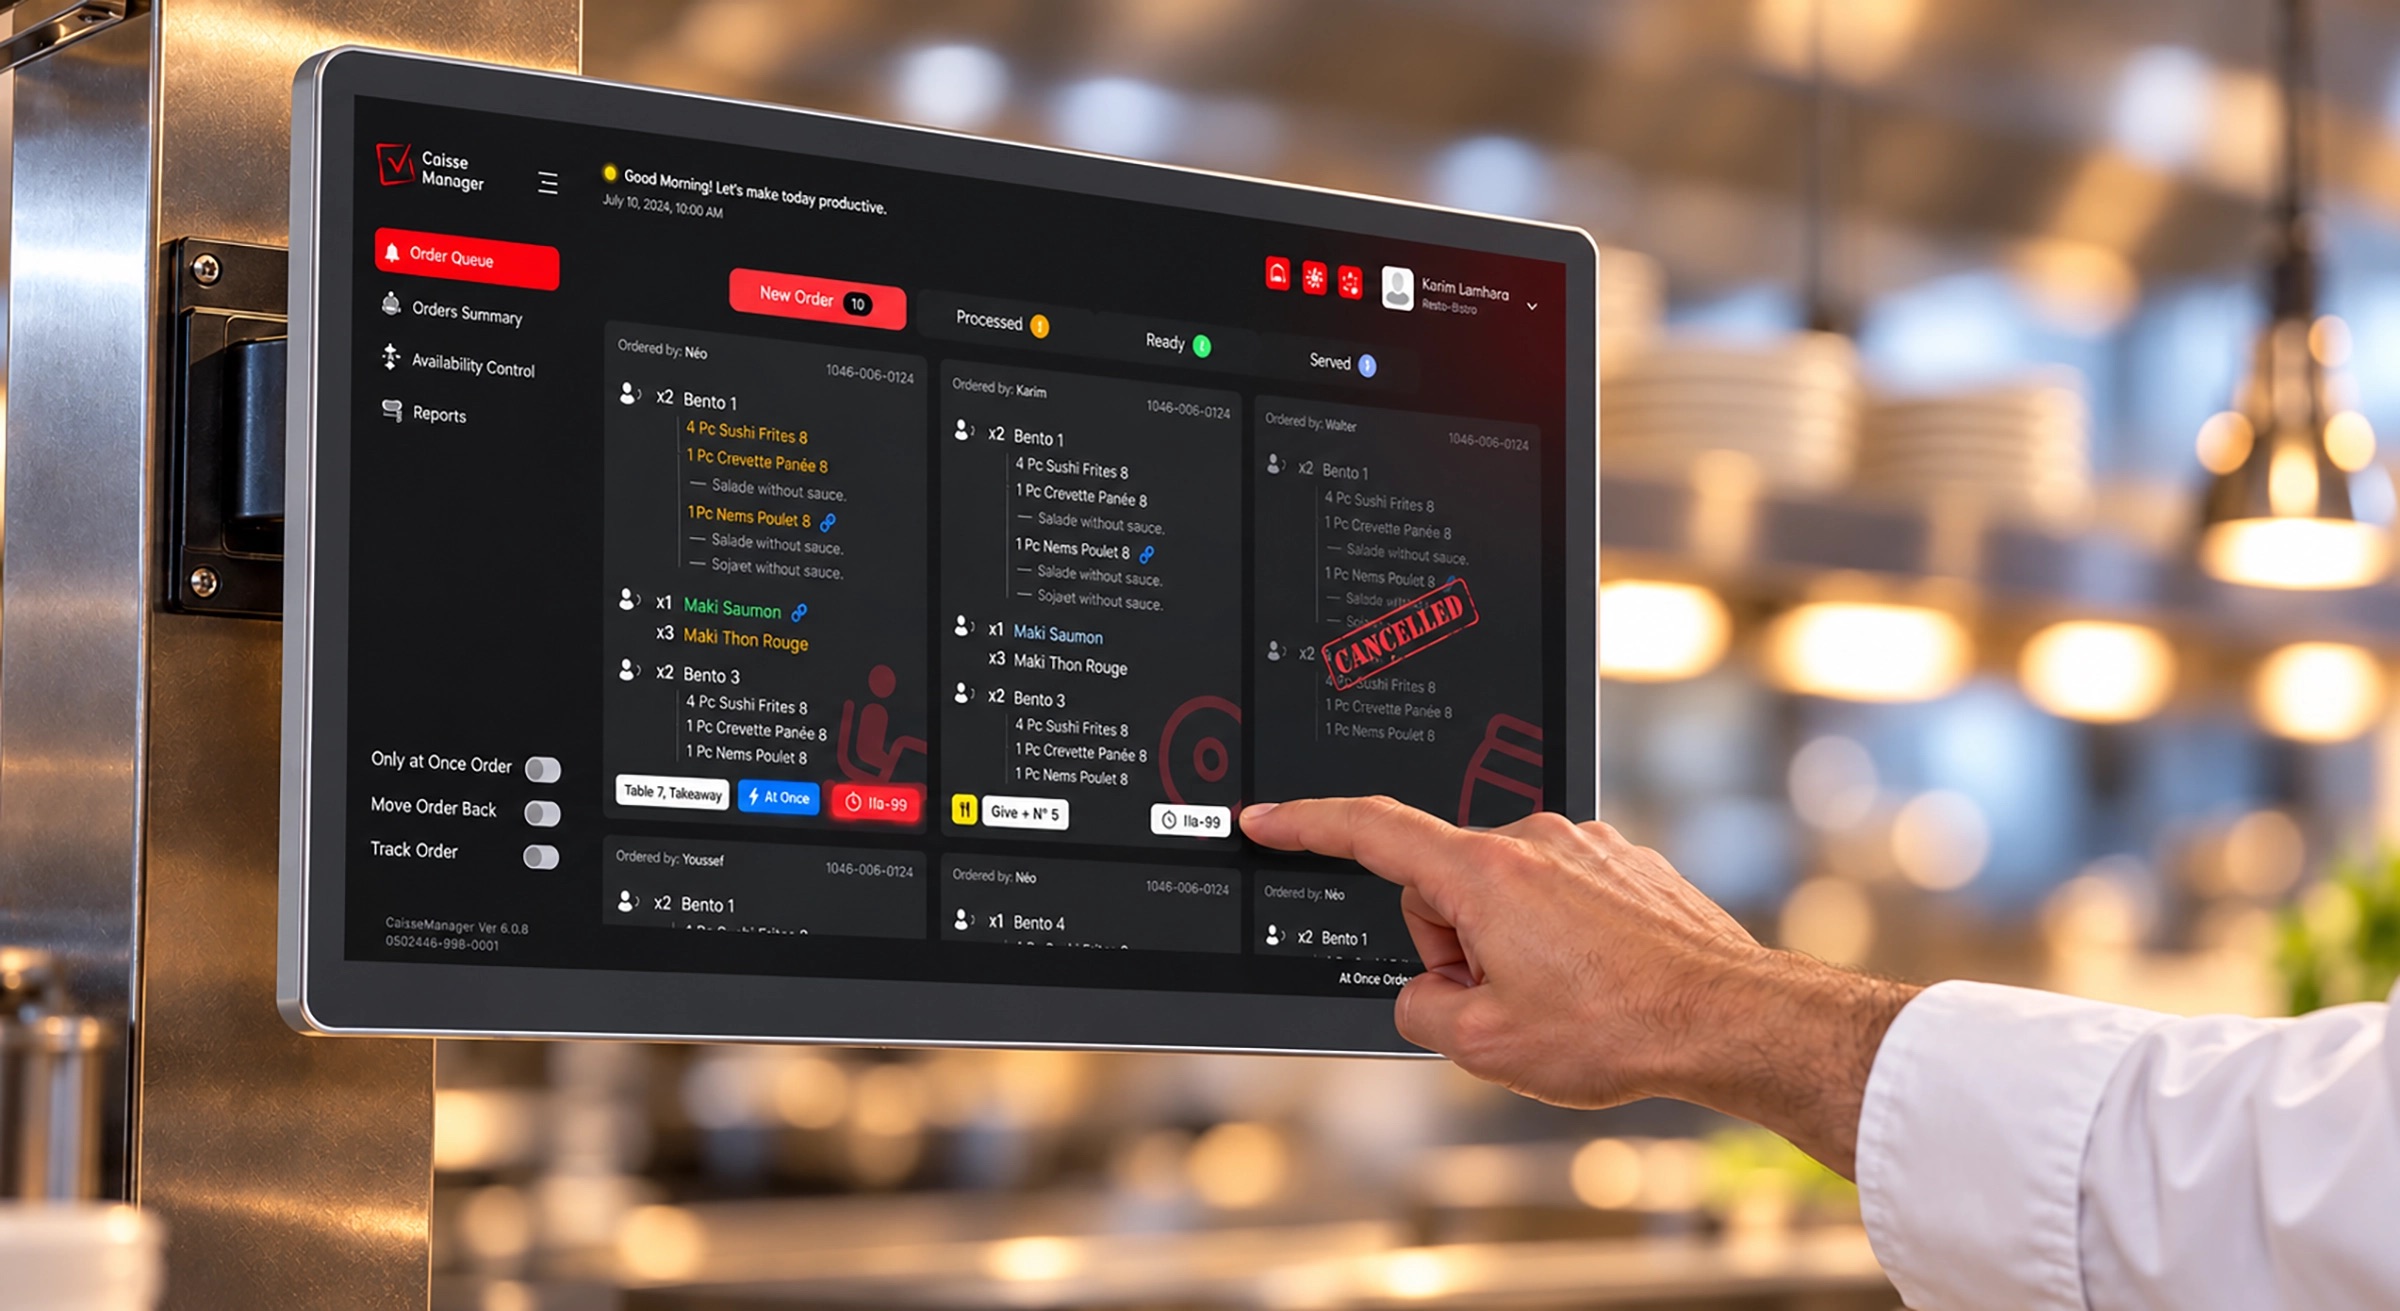 Caisse
Manager
Good Morning! Let's make today productive.
July 10, 2024, 10:00 AM
Karim Lamhara
Resto-Bistro
Order Queue
Orders Summary
Availability Control
Reports
Only at Once Order
Move Order Back
Track Order
CaisseManager Ver 6.0.8
0502446-998-0001
New Order 10
Processed
Ready
Served
Ordered by: Néo
1046-006-0124
x2 Bento 1
4 Pc Sushi Frites 8
1 Pc Crevette Panée 8
— Salade without sauce.
1Pc Nems Poulet 8
— Salade without sauce.
— Sojaet without sauce.
x1 Maki Saumon
x3 Maki Thon Rouge
x2 Bento 3
4 Pc Sushi Frites 8
1 Pc Crevette Panée 8
1 Pc Nems Poulet 8
Table 7, Takeaway
At Once
Ordered by: Karim
1046-006-0124
x2 Bento 1
4 Pc Sushi Frites 8
1 Pc Crevette Panée 8
— Salade without sauce.
1 Pc Nems Poulet 8
— Salade without sauce.
— Sojaet without sauce.
x1 Maki Saumon
x3 Maki Thon Rouge
x2 Bento 3
4 Pc Sushi Frites 8
1 Pc Crevette Panée 8
1 Pc Nems Poulet 8
Give + N° 5
Ordered by: Walter
1046-006-0124
x2 Bento 1
4 Pc Sushi Frites 8
1 Pc Crevette Panée 8
— Salade without sauce.
1 Pc Nems Poulet 8
— Salade
CANCELLED
x2
4 Pc Sushi Frites 8
1 Pc Crevette Panée 8
1 Pc Nems Poulet 8
Ordered by: Youssef
1046-006-0124
x2 Bento 1
Ordered by: Néo
1046-006-0124
x1 Bento 4
Ordered by: Néo
x2 Bento 1
At Once Order